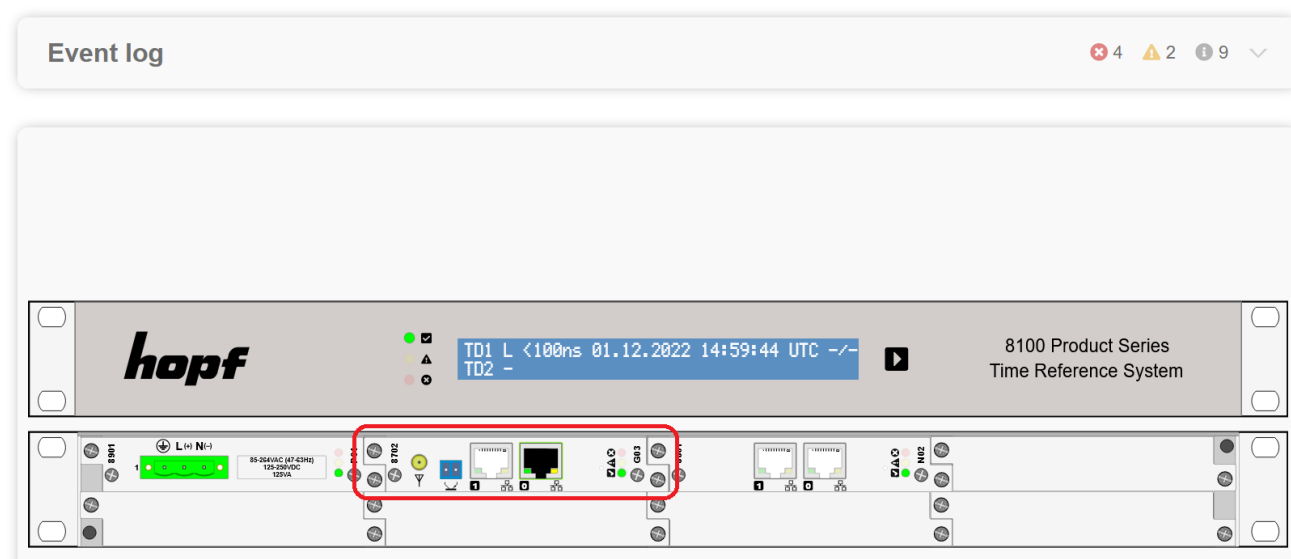 Event log
4 2 9
hopf
TD1 L <100ns 01.12.2022 14:59:44 UTC -/-
TD2 -
8100 Product Series
Time Reference System
8901
L (+) N(-)
1
85-264VAC (47-63Hz)
125-250VDC
125VA
8702
1 0
G03
1 0
N02